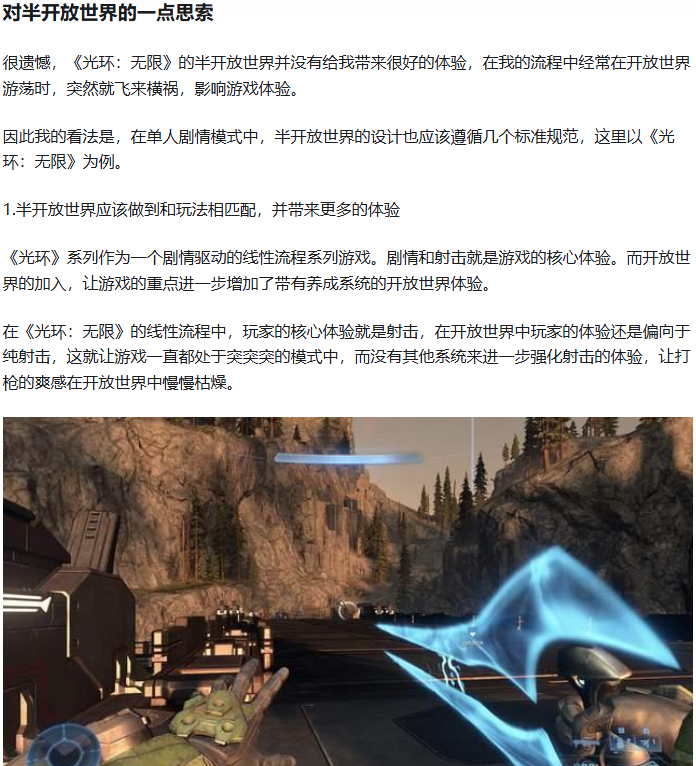 对半开放世界的一点思索
很遗憾，《光环：无限》的半开放世界并没有给我带来很好的体验，在我的流程中经常在开放世界
游荡时，突然就飞来横祸，影响游戏体验。
因此我的看法是，在单人剧情模式中，半开放世界的设计也应该遵循几个标准规范，这里以《光
环：无限》为例。
1.半开放世界应该做到和玩法相匹配，并带来更多的体验
《光环》系列作为一个剧情驱动的线性流程系列游戏。剧情和射击就是游戏的核心体验。而开放世
界的加入，让游戏的重点进一步增加了带有养成系统的开放世界体验。
在《光环：无限》的线性流程中，玩家的核心体验就是射击，在开放世界中玩家的体验还是偏向于
纯射击，这就让游戏一直都处于突突突的模式中，而没有其他系统来进一步强化射击的体验，让打
枪的爽感在开放世界中慢慢枯燥。